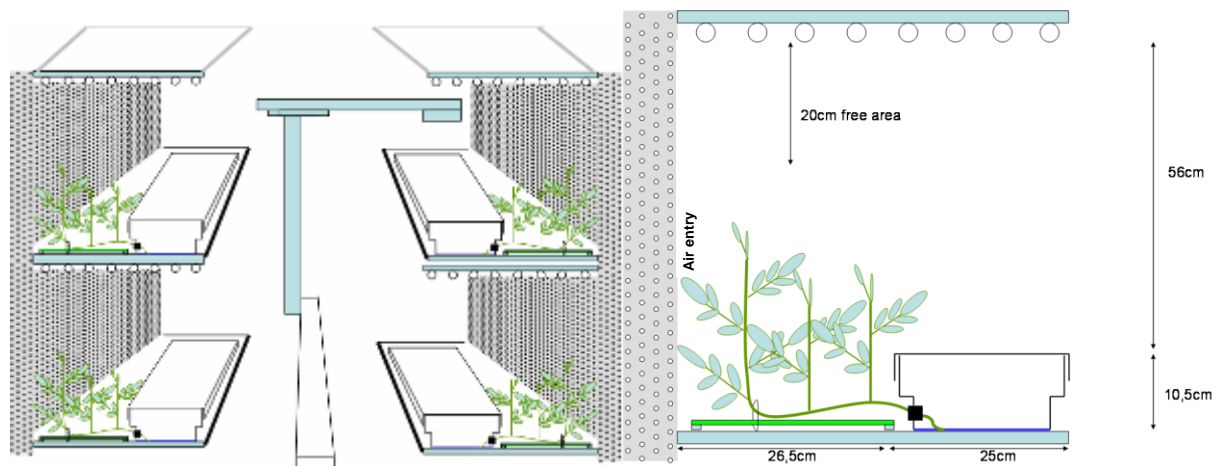 20cm free area
56cm
Air entry
10,5cm
26,5cm
25cm